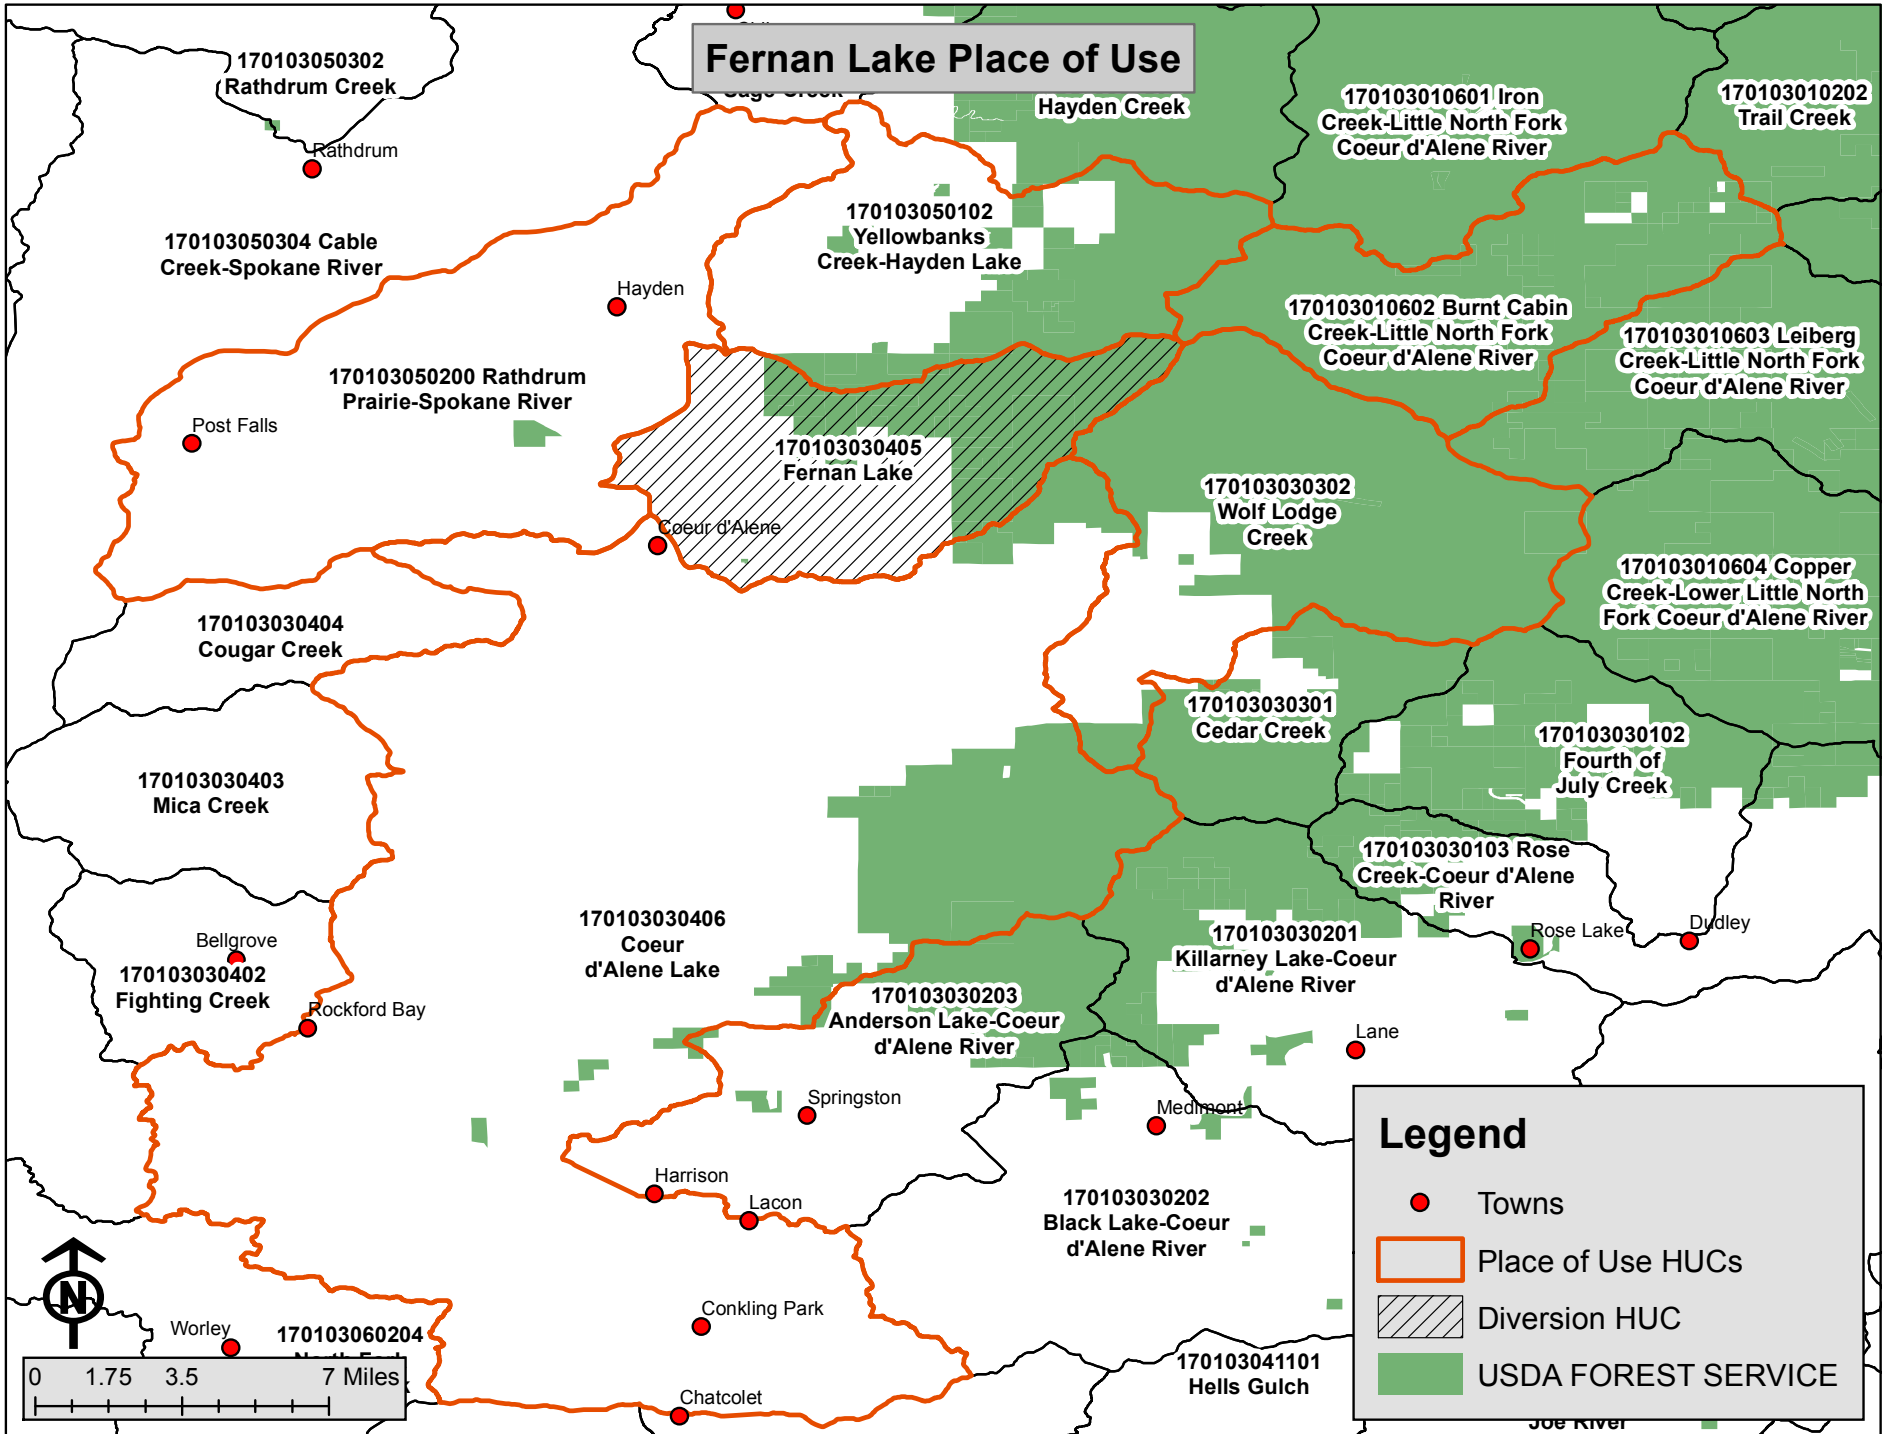 Fernan Lake Place of Use
170103050302
Rathdrum Creek
Sage Creek
Hayden Creek
170103010601 Iron
Creek-Little North Fork
Coeur d'Alene River
170103010202
Trail Creek
Rathdrum
170103050304 Cable
Creek-Spokane River
170103050102
Yellowbanks
Creek-Hayden Lake
Hayden
170103010602 Burnt Cabin
Creek-Little North Fork
Coeur d'Alene River
170103010603 Leiberg
Creek-Little North Fork
Coeur d'Alene River
170103050200 Rathdrum
Prairie-Spokane River
Post Falls
170103030405
Fernan Lake
170103030302
Wolf Lodge
Creek
Coeur d'Alene
170103010604 Copper
Creek-Lower Little North
Fork Coeur d'Alene River
170103030404
Cougar Creek
170103030301
Cedar Creek
170103030102
Fourth of
July Creek
170103030403
Mica Creek
170103030103 Rose
Creek-Coeur d'Alene
River
170103030406
Coeur
d'Alene Lake
Bellgrove
170103030402
Fighting Creek
170103030201
Killarney Lake-Coeur
d'Alene River
Rose Lake
Dudley
Rockford Bay
170103030203
Anderson Lake-Coeur
d'Alene River
Lane
Springston
Medimont
Harrison
Lacon
170103030202
Black Lake-Coeur
d'Alene River
Conkling Park
Worley
170103060204
North Fork
170103041101
Hells Gulch
Chatcolet
Joe River
N
0 1.75 3.5 7 Miles
Legend
Towns
Place of Use HUCs
Diversion HUC
USDA FOREST SERVICE